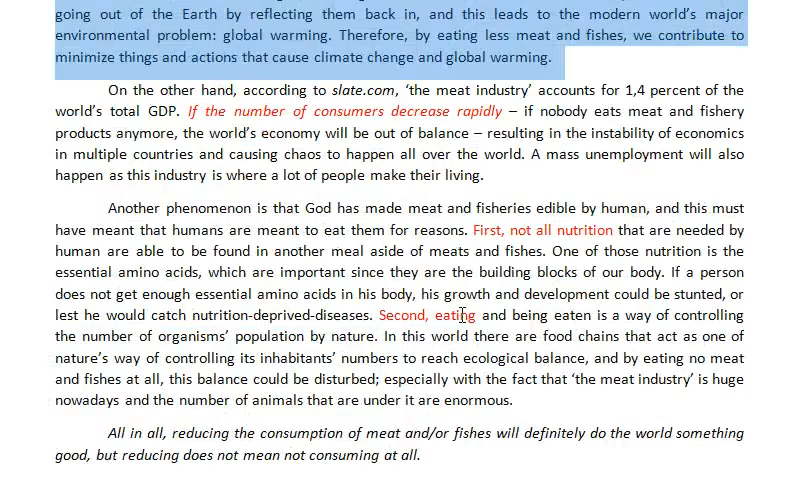 going out of the Earth by reflecting them back in, and this leads to the modern world's major
environmental problem: global warming. Therefore, by eating less meat and fishes, we contribute to
minimize things and actions that cause climate change and global warming.
On the other hand, according to slate.com, 'the meat industry' accounts for 1,4 percent of the
world's total GDP. If the number of consumers decrease rapidly – if nobody eats meat and fishery
products anymore, the world's economy will be out of balance – resulting in the instability of economics
in multiple countries and causing chaos to happen all over the world. A mass unemployment will also
happen as this industry is where a lot of people make their living.
Another phenomenon is that God has made meat and fisheries edible by human, and this must
have meant that humans are meant to eat them for reasons. First, not all nutrition that are needed by
human are able to be found in another meal aside of meats and fishes. One of those nutrition is the
essential amino acids, which are important since they are the building blocks of our body. If a person
does not get enough essential amino acids in his body, his growth and development could be stunted, or
lest he would catch nutrition-deprived-diseases. Second, eating and being eaten is a way of controlling
the number of organisms' population by nature. In this world there are food chains that act as one of
nature's way of controlling its inhabitants' numbers to reach ecological balance, and by eating no meat
and fishes at all, this balance could be disturbed; especially with the fact that 'the meat industry' is huge
nowadays and the number of animals that are under it are enormous.
All in all, reducing the consumption of meat and/or fishes will definitely do the world something
good, but reducing does not mean not consuming at all.